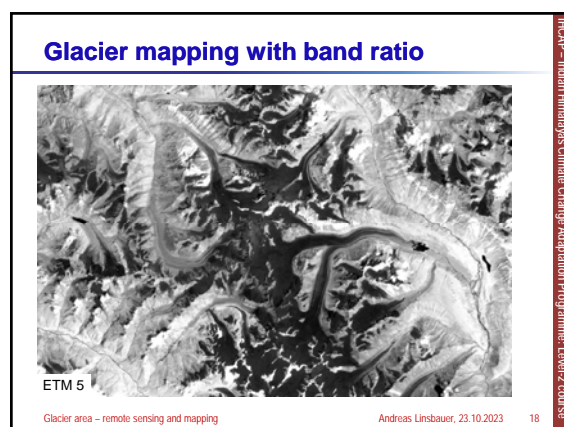 Glacier mapping with band ratio
ETM 5
Glacier area – remote sensing and mapping
Andreas Linsbauer, 23.10.2023
18
IHCAP – Indian Himalayas Climate Change Adaptation Programme: Level-2 course